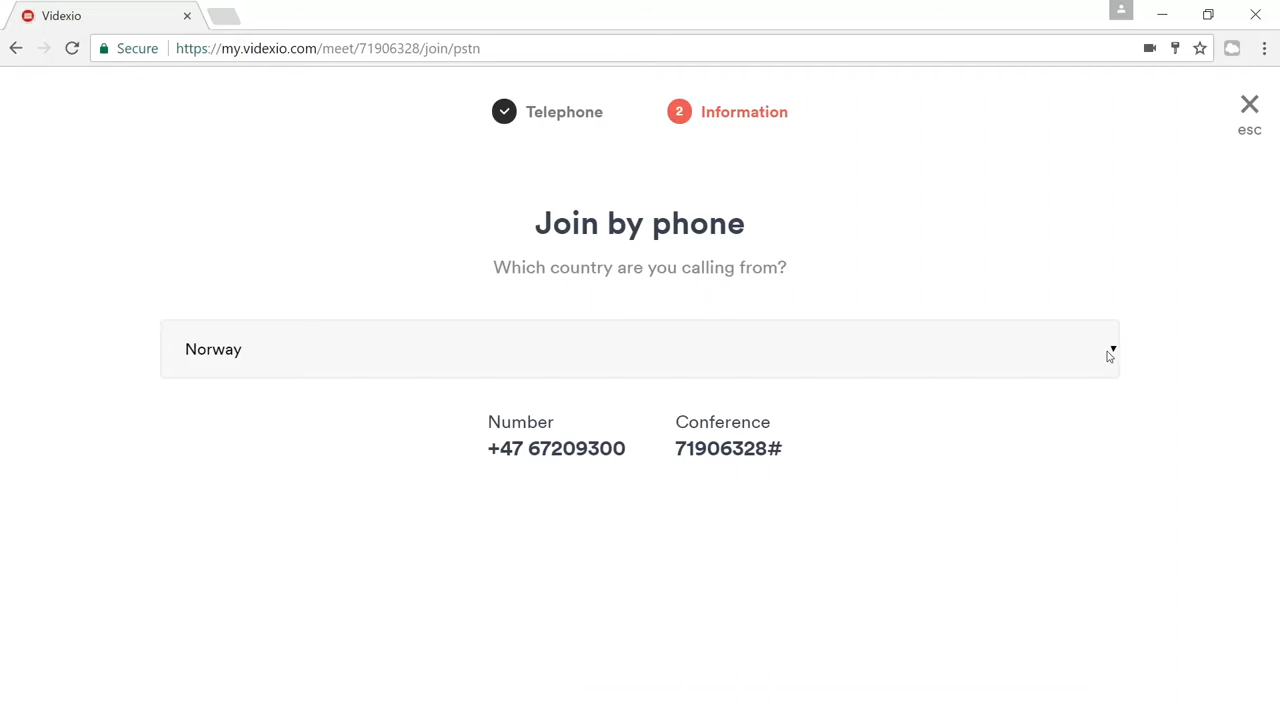 Videxio
Secure https://my.videxio.com/meet/71906328/join/pstn
Telephone 2 Information
esc
Join by phone
Which country are you calling from?
Norway
Number Conference
+47 67209300 71906328#